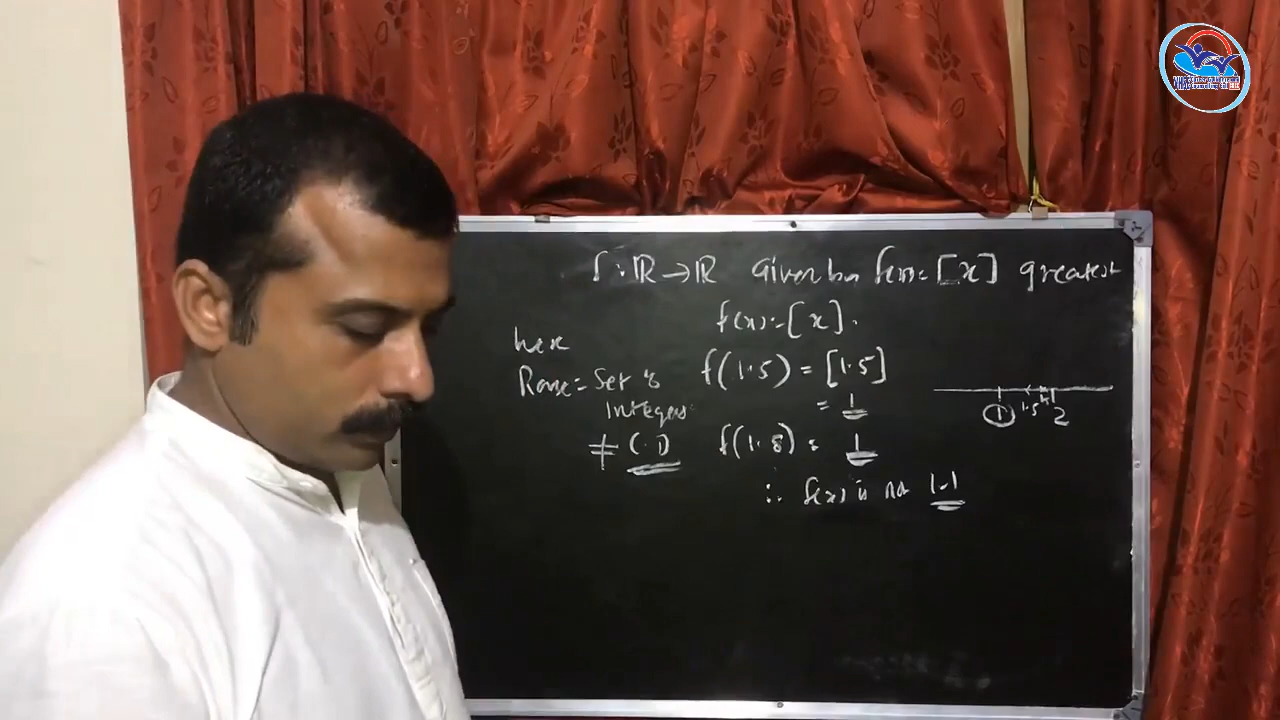 f : ℝ → ℝ Given by f(x) = [x] greatest
f(x) = [x].
here
Range = Set of
Integers
≠ (.D)
f(1.5) = [1.5]
= 1
f(1.8) = 1
∴ f(x) is not 1-1
1 1.5 2